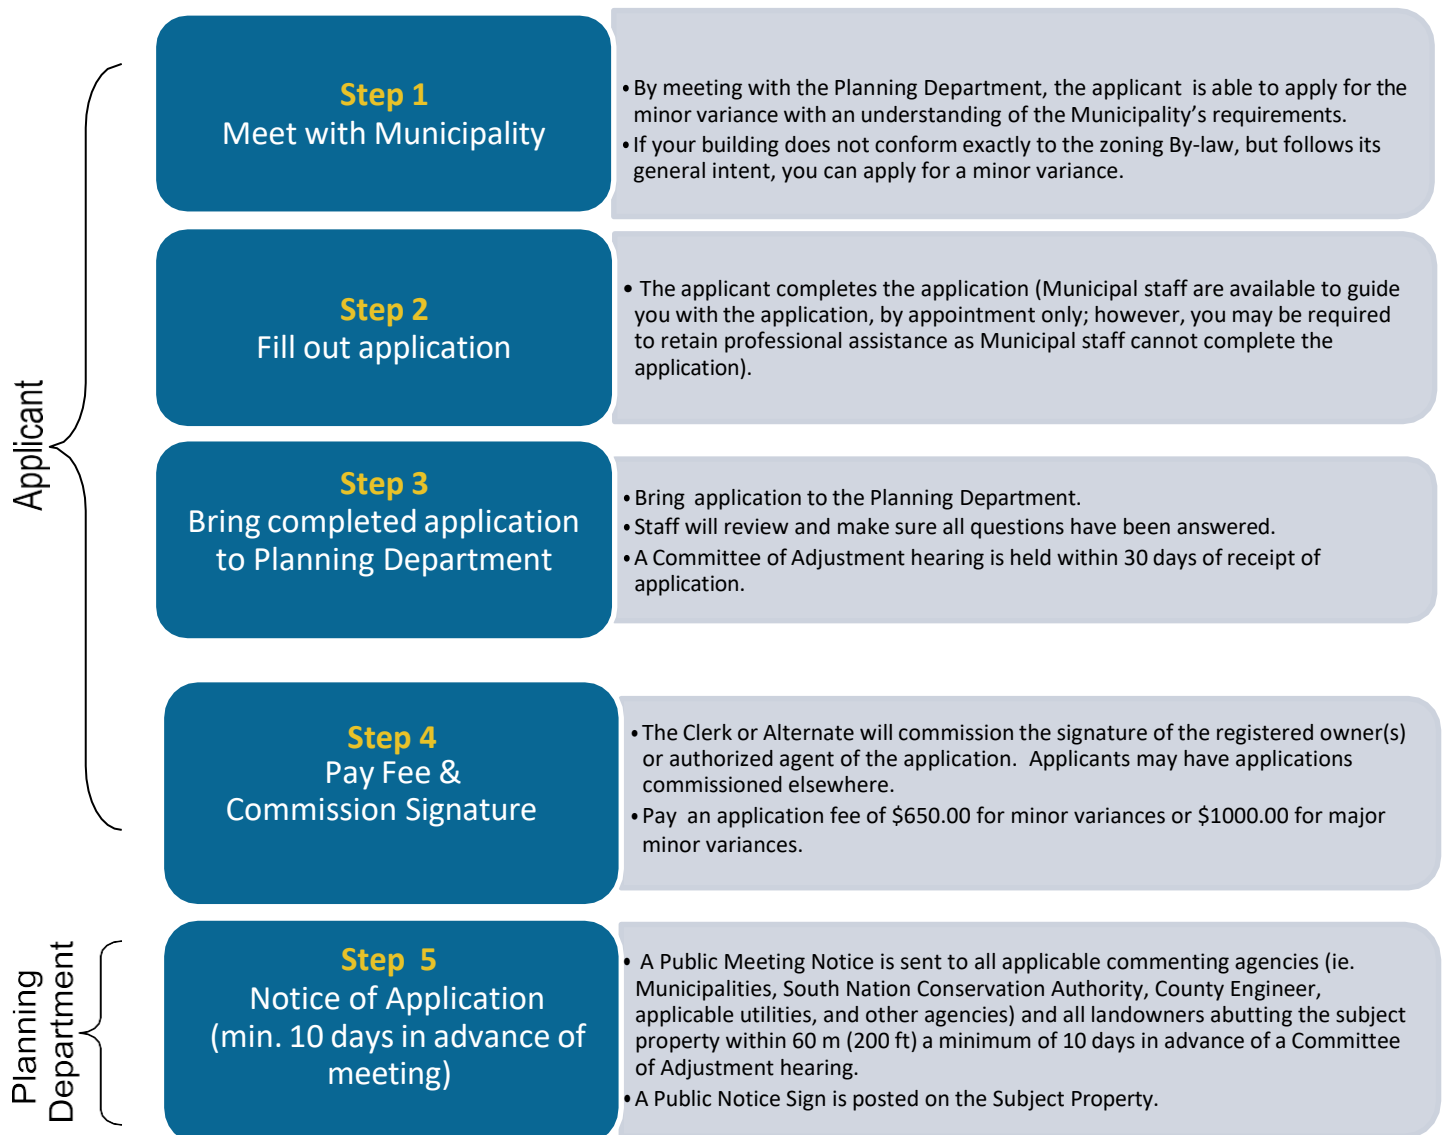 Applicant
Step 1
Meet with Municipality
• By meeting with the Planning Department, the applicant  is able to apply for the
minor variance with an understanding of the Municipality’s requirements.
• If your building does not conform exactly to the zoning By-law, but follows its
general intent, you can apply for a minor variance.
Step 2
Fill out application
• The applicant completes the application (Municipal staff are available to guide
you with the application, by appointment only; however, you may be required
to retain professional assistance as Municipal staff cannot complete the
application).
Step 3
Bring completed application
to Planning Department
• Bring  application to the Planning Department.
• Staff will review and make sure all questions have been answered.
• A Committee of Adjustment hearing is held within 30 days of receipt of
application.
Step 4
Pay Fee &
Commission Signature
• The Clerk or Alternate will commission the signature of the registered owner(s)
or authorized agent of the application.  Applicants may have applications
commissioned elsewhere.
• Pay  an application fee of $650.00 for minor variances or $1000.00 for major
minor variances.
Planning
Department
Step  5
Notice of Application
(min. 10 days in advance of
meeting)
• A Public Meeting Notice is sent to all applicable commenting agencies (ie.
Municipalities, South Nation Conservation Authority, County Engineer,
applicable utilities, and other agencies) and all landowners abutting the subject
property within 60 m (200 ft) a minimum of 10 days in advance of a Committee
of Adjustment hearing.
• A Public Notice Sign is posted on the Subject Property.